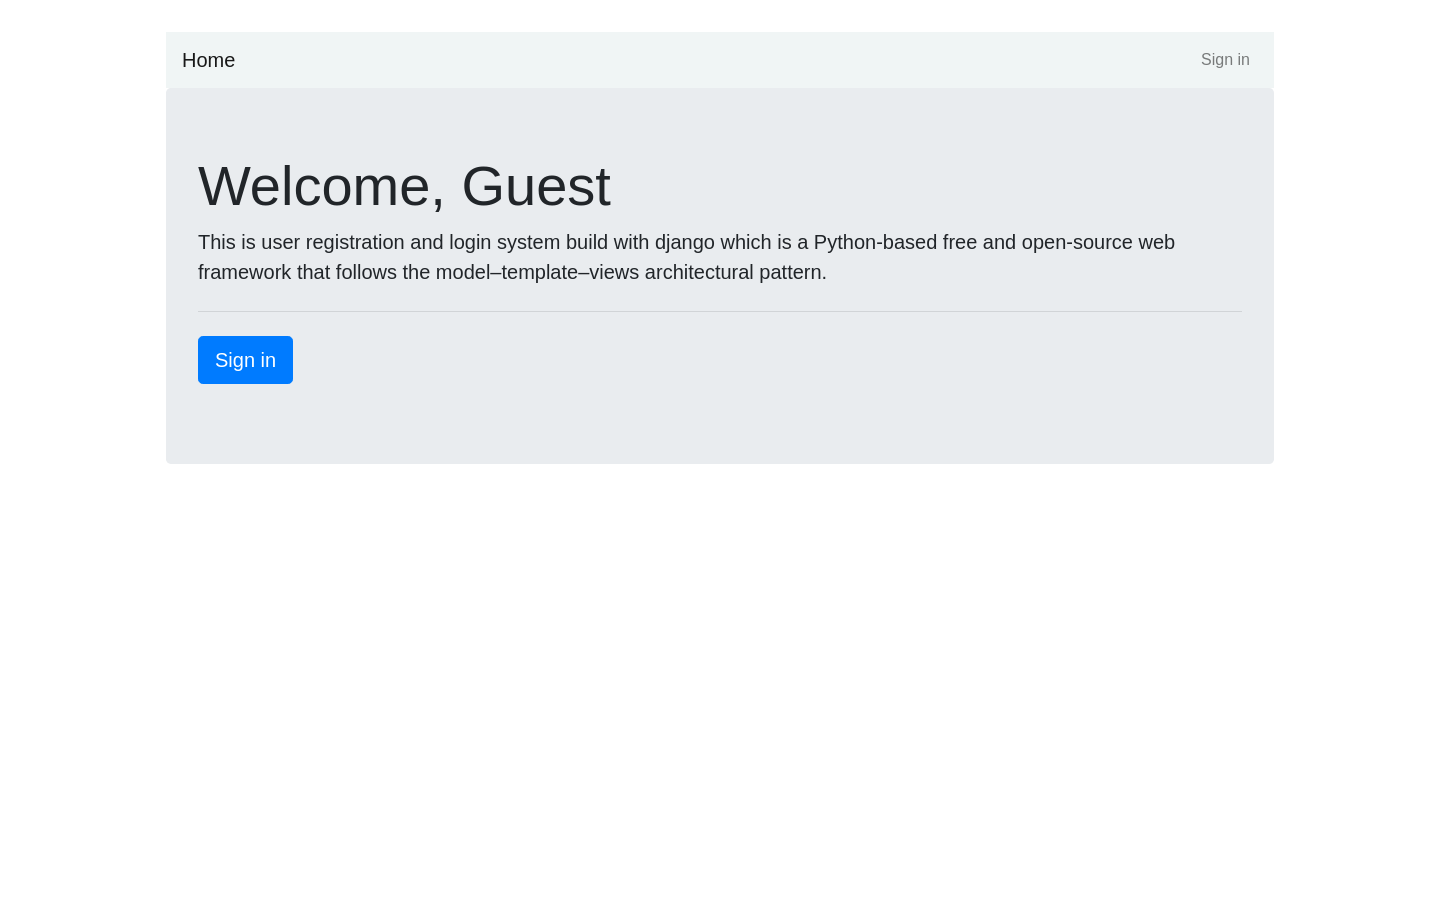 Home
Sign in
Welcome, Guest
This is user registration and login system build with django which is a Python-based free and open-source web
framework that follows the model–template–views architectural pattern.
Sign in